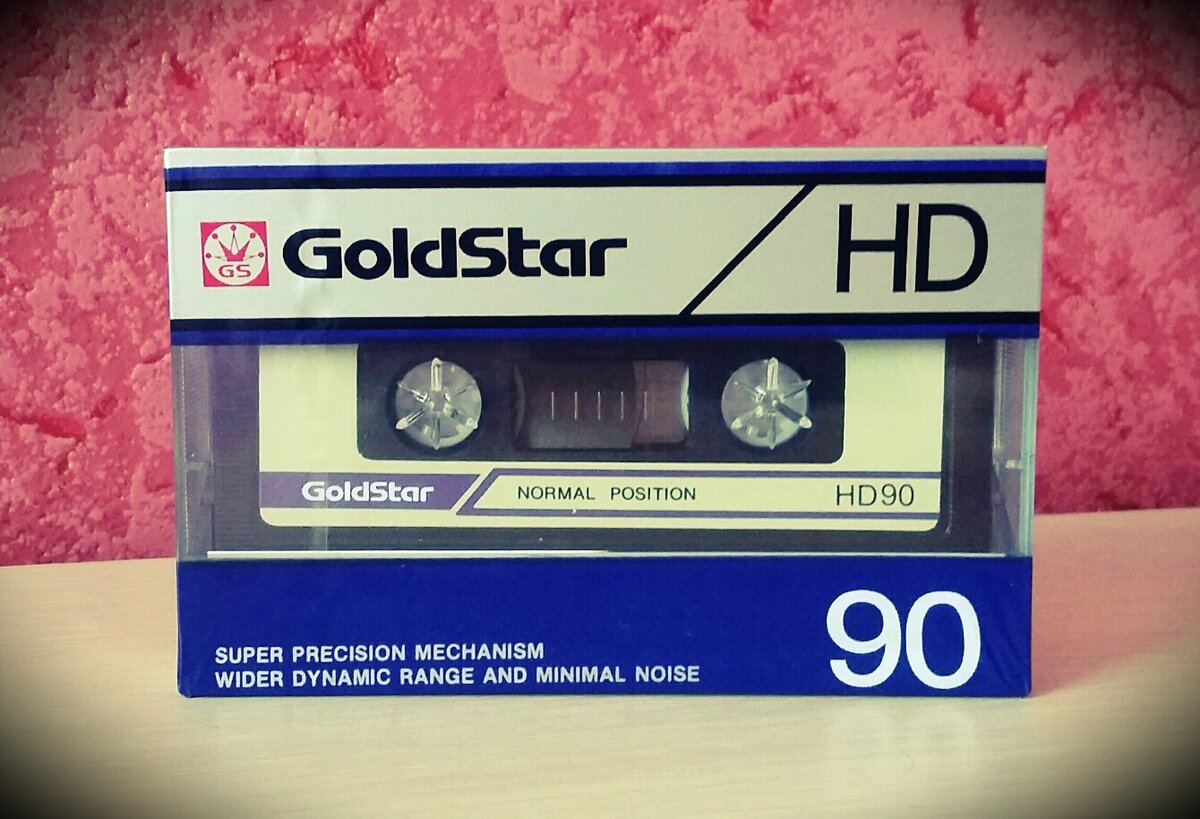 GS
GoldStar
HD
GoldStar
NORMAL POSITION
HD90
SUPER PRECISION MECHANISM
WIDER DYNAMIC RANGE AND MINIMAL NOISE
90